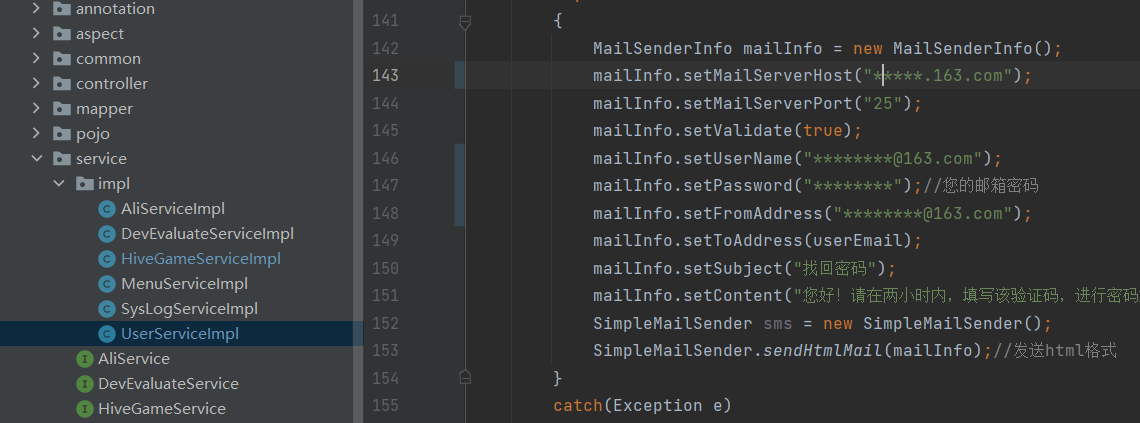 annotation
aspect
common
controller
mapper
pojo
service
impl
AliServiceImpl
DevEvaluateServiceImpl
HiveGameServiceImpl
MenuServiceImpl
SysLogServiceImpl
UserServiceImpl
AliService
DevEvaluateService
HiveGameService
141 {
142 MailSenderInfo mailInfo = new MailSenderInfo();
143 mailInfo.setMailServerHost("*****.163.com");
144 mailInfo.setMailServerPort("25");
145 mailInfo.setValidate(true);
146 mailInfo.setUserName("********@163.com");
147 mailInfo.setPassword("********");//您的邮箱密码
148 mailInfo.setFromAddress("********@163.com");
149 mailInfo.setToAddress(userEmail);
150 mailInfo.setSubject("找回密码");
151 mailInfo.setContent("您好！请在两小时内，填写该验证码，进行密码
152 SimpleMailSender sms = new SimpleMailSender();
153 SimpleMailSender.sendHtmlMail(mailInfo);//发送html格式
154 }
155 catch(Exception e)